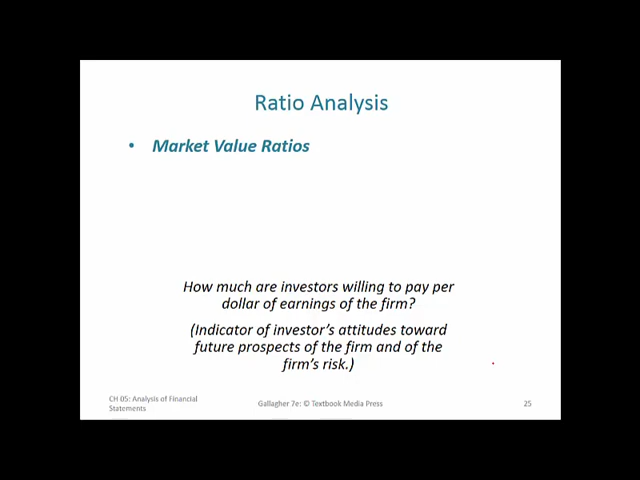 Ratio Analysis
• Market Value Ratios
How much are investors willing to pay per
dollar of earnings of the firm?
(Indicator of investor's attitudes toward
future prospects of the firm and of the
firm's risk.)
CH 05: Analysis of Financial
Statements
Gallagher 7e: © Textbook Media Press
25